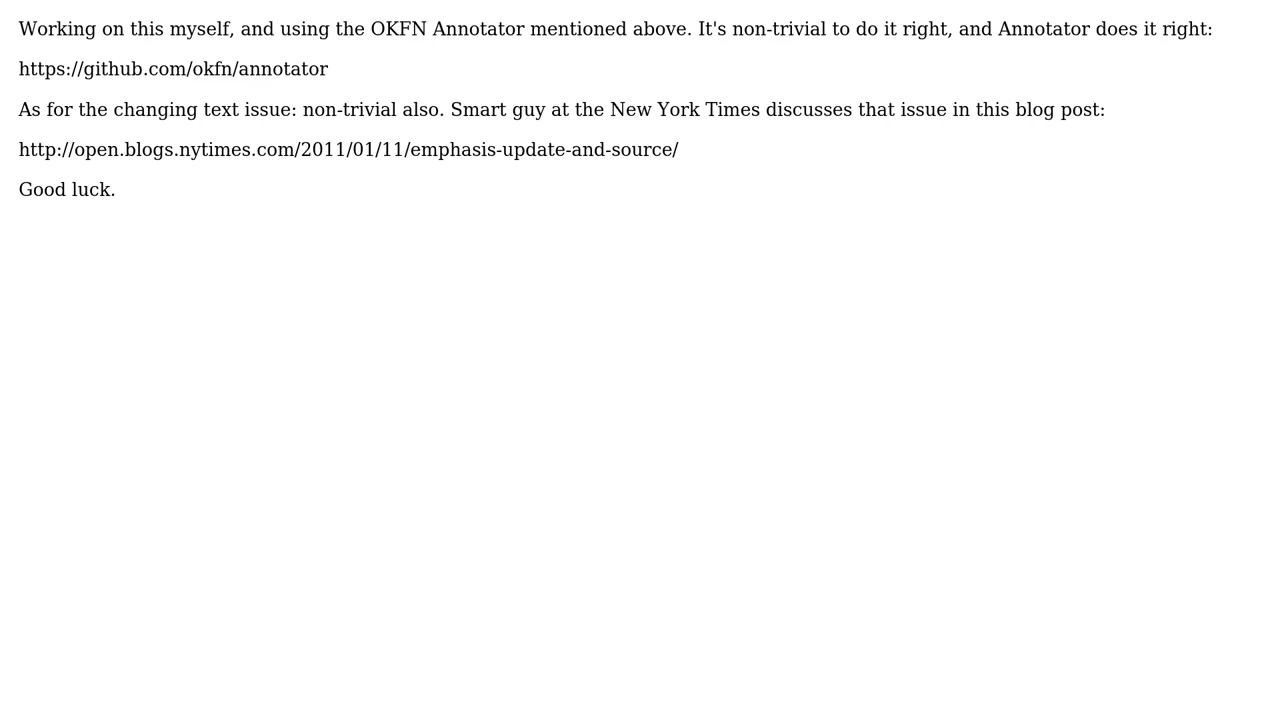 Working on this myself, and using the OKFN Annotator mentioned above. It's non-trivial to do it right, and Annotator does it right:
https://github.com/okfn/annotator
As for the changing text issue: non-trivial also. Smart guy at the New York Times discusses that issue in this blog post:
http://open.blogs.nytimes.com/2011/01/11/emphasis-update-and-source/
Good luck.